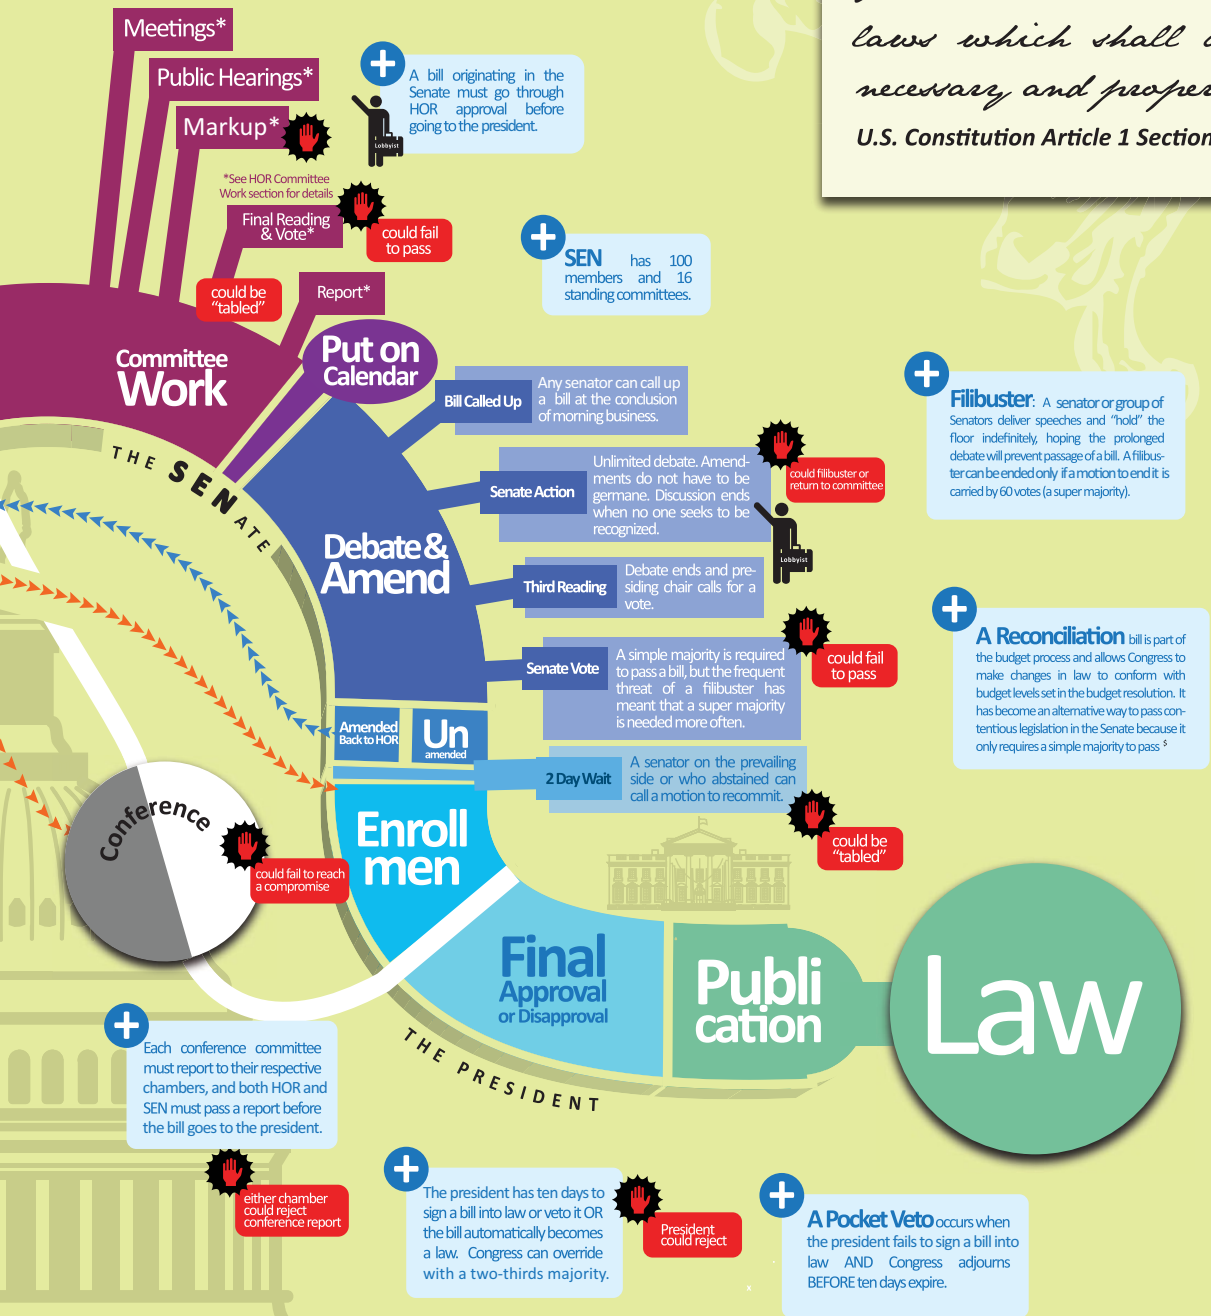 laws which shall
necessary and proper
U.S. Constitution Article 1 Section
Meetings*
Public Hearings*
Markup*
*See HOR Committee
Work section for details
Final Reading
& Vote*
could fail
to pass
could be
“tabled”
Report*
A bill originating in the
Senate must go through
HOR approval before
going to the president.
Lobbyist
SEN has 100
members and 16
standing committees.
Committee
Work
Put on
Calendar
THE SENATE
Bill Called Up
Any senator can call up
a bill at the conclusion
of morning business.
Senate Action
Unlimited debate. Amend-
ments do not have to be
germane. Discussion ends
when no one seeks to be
recognized.
could filibuster or
return to committee
Lobbyist
Filibuster: A senator or group of
Senators deliver speeches and “hold” the
floor indefinitely, hoping the prolonged
debate will prevent passage of a bill. A filibus-
ter can be ended only if a motion to end it is
carried by 60 votes (a super majority).
Debate &
Amend
Third Reading
Debate ends and pre-
siding chair calls for a
vote.
Senate Vote
A simple majority is required
to pass a bill, but the frequent
threat of a filibuster has
meant that a super majority
is needed more often.
could fail
to pass
A Reconciliation bill is part of
the budget process and allows Congress to
make changes in law to conform with
budget levels set in the budget resolution. It
has become an alternative way to pass con-
tentious legislation in the Senate because it
only requires a simple majority to pass $
Amended
Back to HOR
Un
amended
2 Day Wait
A senator on the prevailing
side or who abstained can
call a motion to recommit.
could be
“tabled”
Conference
could fail to reach
a compromise
Enroll
men
Final
Approval
or Disapproval
Publi
cation
Law
THE PRESIDENT
Each conference committee
must report to their respective
chambers, and both HOR and
SEN must pass a report before
the bill goes to the president.
either chamber
could reject
conference report
The president has ten days to
sign a bill into law or veto it OR
the bill automatically becomes
a law. Congress can override
with a two-thirds majority.
President
could reject
A Pocket Veto occurs when
the president fails to sign a bill into
law AND Congress adjourns
BEFORE ten days expire.
x